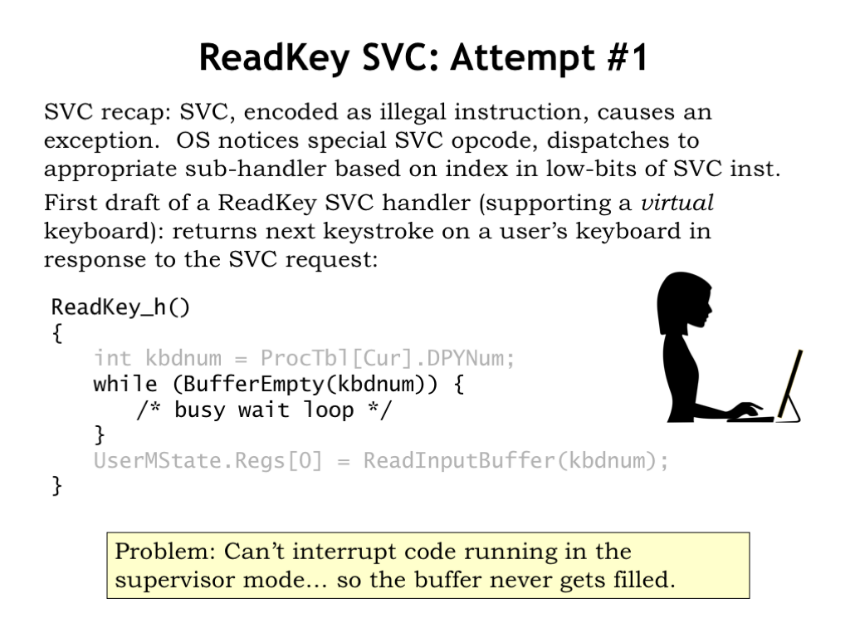 ReadKey SVC: Attempt #1
SVC recap: SVC, encoded as illegal instruction, causes an
exception.  OS notices special SVC opcode, dispatches to
appropriate sub-handler based on index in low-bits of SVC inst.
First draft of a ReadKey SVC handler (supporting a virtual
keyboard): returns next keystroke on a user’s keyboard in
response to the SVC request:
ReadKey_h()
{
int kbdnum = ProcTbl[Cur].DPYNum;
while (BufferEmpty(kbdnum)) {
/* busy wait loop */
}
UserMState.Regs[0] = ReadInputBuffer(kbdnum);
}
Problem: Can’t interrupt code running in the
supervisor mode… so the buffer never gets filled.